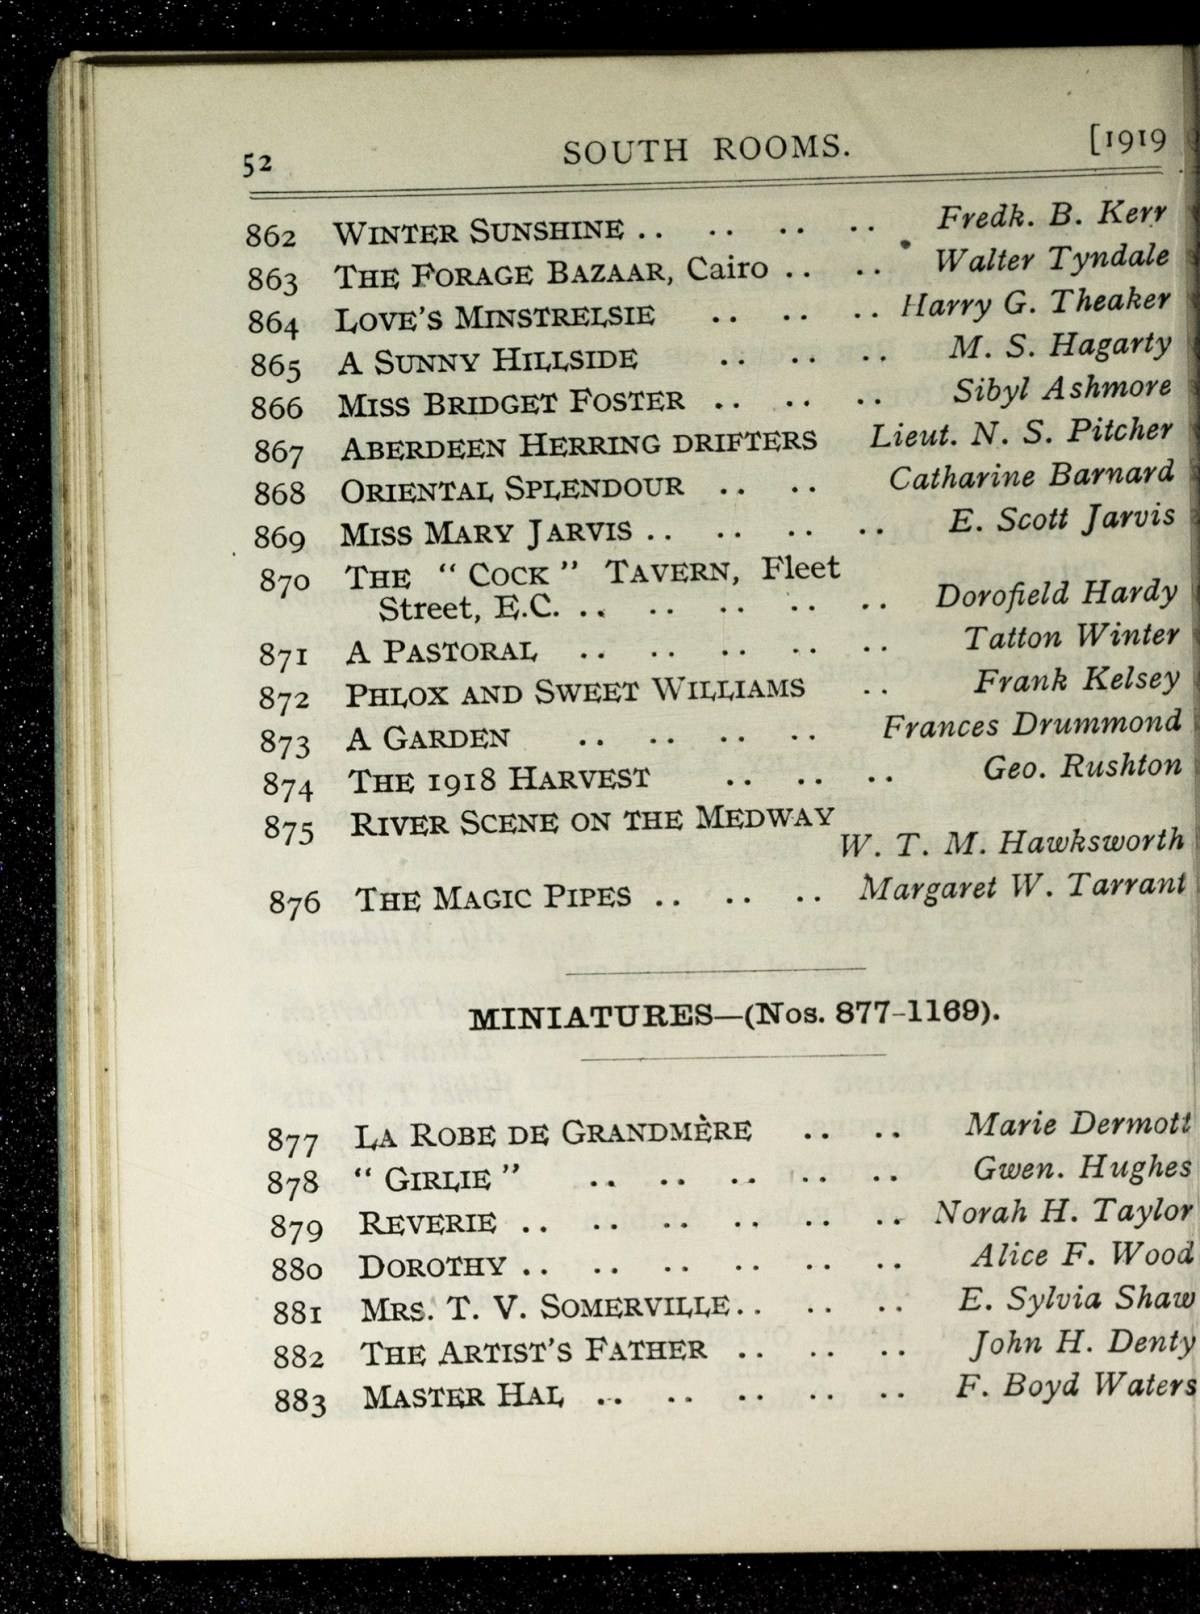 52 SOUTH ROOMS. [1919
862 WINTER SUNSHINE .. .. .. .. Fredk. B. Kerr
863 THE FORAGE BAZAAR, Cairo .. .. Walter Tyndale
864 LOVE'S MINSTRELSIE .. .. .. Harry G. Theaker
865 A SUNNY HILLSIDE .. .. .. M. S. Hagarty
866 MISS BRIDGET FOSTER .. .. .. Sibyl Ashmore
867 ABERDEEN HERRING DRIFTERS Lieut. N. S. Pitcher
868 ORIENTAL SPLENDOUR .. .. Catharine Barnard
869 MISS MARY JARVIS .. .. .. .. E. Scott Jarvis
870 THE "COCK" TAVERN, Fleet
Street, E.C. .. .. .. .. .. Dorofield Hardy
871 A PASTORAL .. .. .. .. .. Tatton Winter
872 PHLOX AND SWEET WILLIAMS .. Frank Kelsey
873 A GARDEN .. .. .. .. Frances Drummond
874 THE 1918 HARVEST .. .. .. Geo. Rushton
875 RIVER SCENE ON THE MEDWAY
W. T. M. Hawksworth
876 THE MAGIC PIPES .. .. .. Margaret W. Tarrant
MINIATURES—(Nos. 877-1169).
877 LA ROBE DE GRANDMÈRE .. .. Marie Dermott
878 "GIRLIE" .. .. .. .. .. Gwen. Hughes
879 REVERIE .. .. .. .. .. .. Norah H. Taylor
880 DOROTHY .. .. .. .. .. .. Alice F. Wood
881 MRS. T. V. SOMERVILLE .. .. .. E. Sylvia Shaw
882 THE ARTIST'S FATHER .. .. .. John H. Denty
883 MASTER HAL .. .. .. .. .. F. Boyd Waters